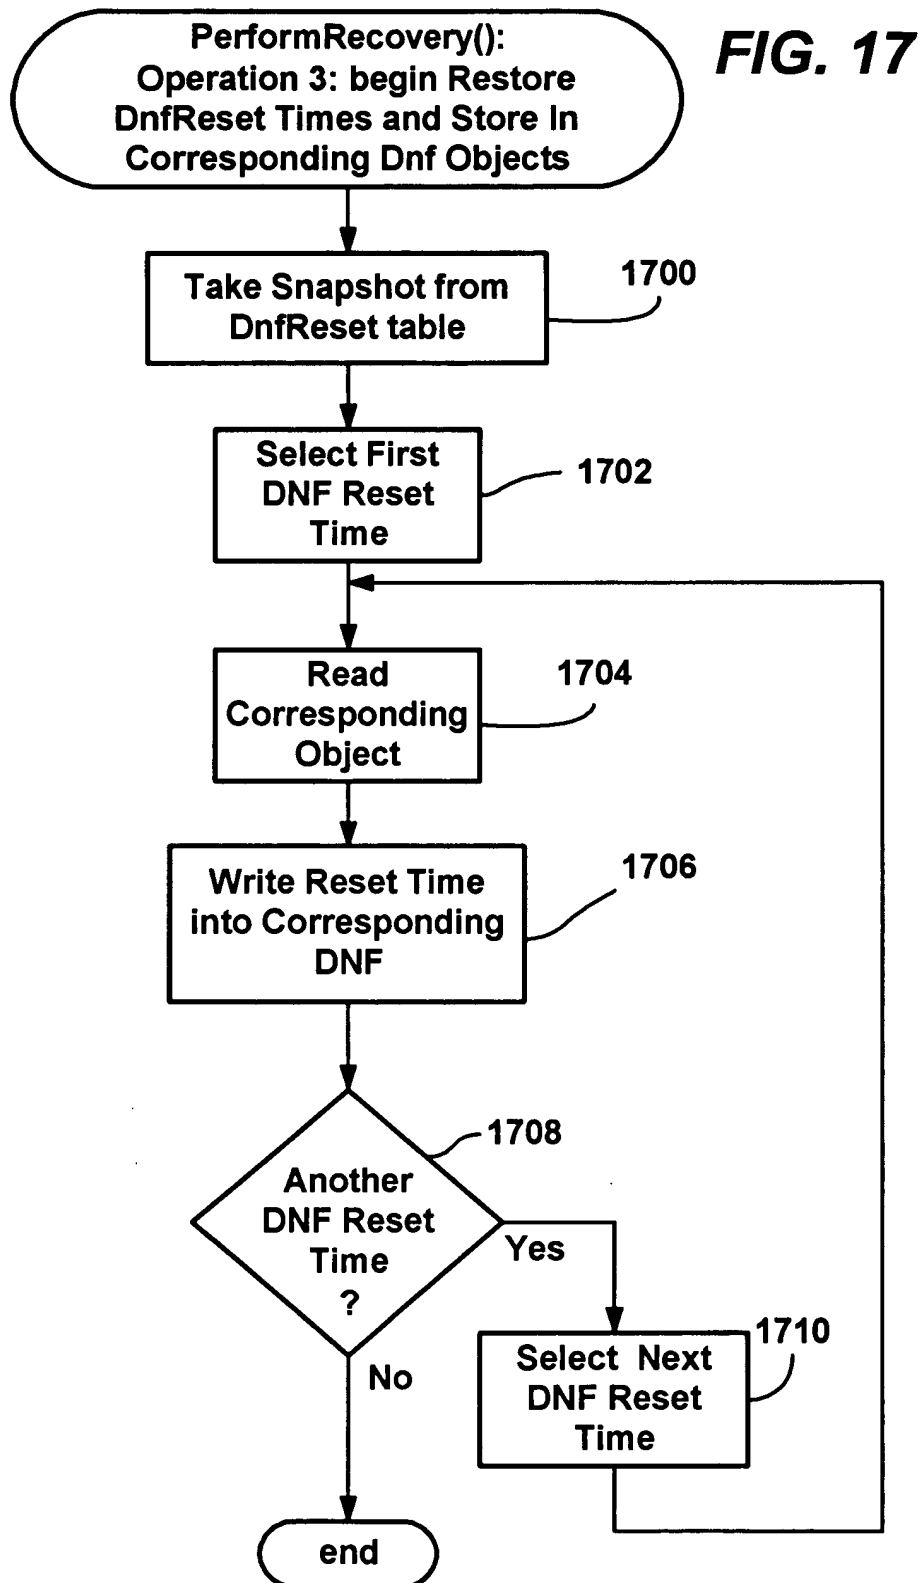 FIG. 17
PerformRecovery():
Operation 3: begin Restore
DnfReset Times and Store In
Corresponding Dnf Objects
Take Snapshot from
DnfReset table
1700
Select First
DNF Reset
Time
1702
Read
Corresponding
Object
1704
Write Reset Time
into Corresponding
DNF
1706
Another
DNF Reset
Time
?
1708
Yes
No
Select Next
DNF Reset
Time
1710
end